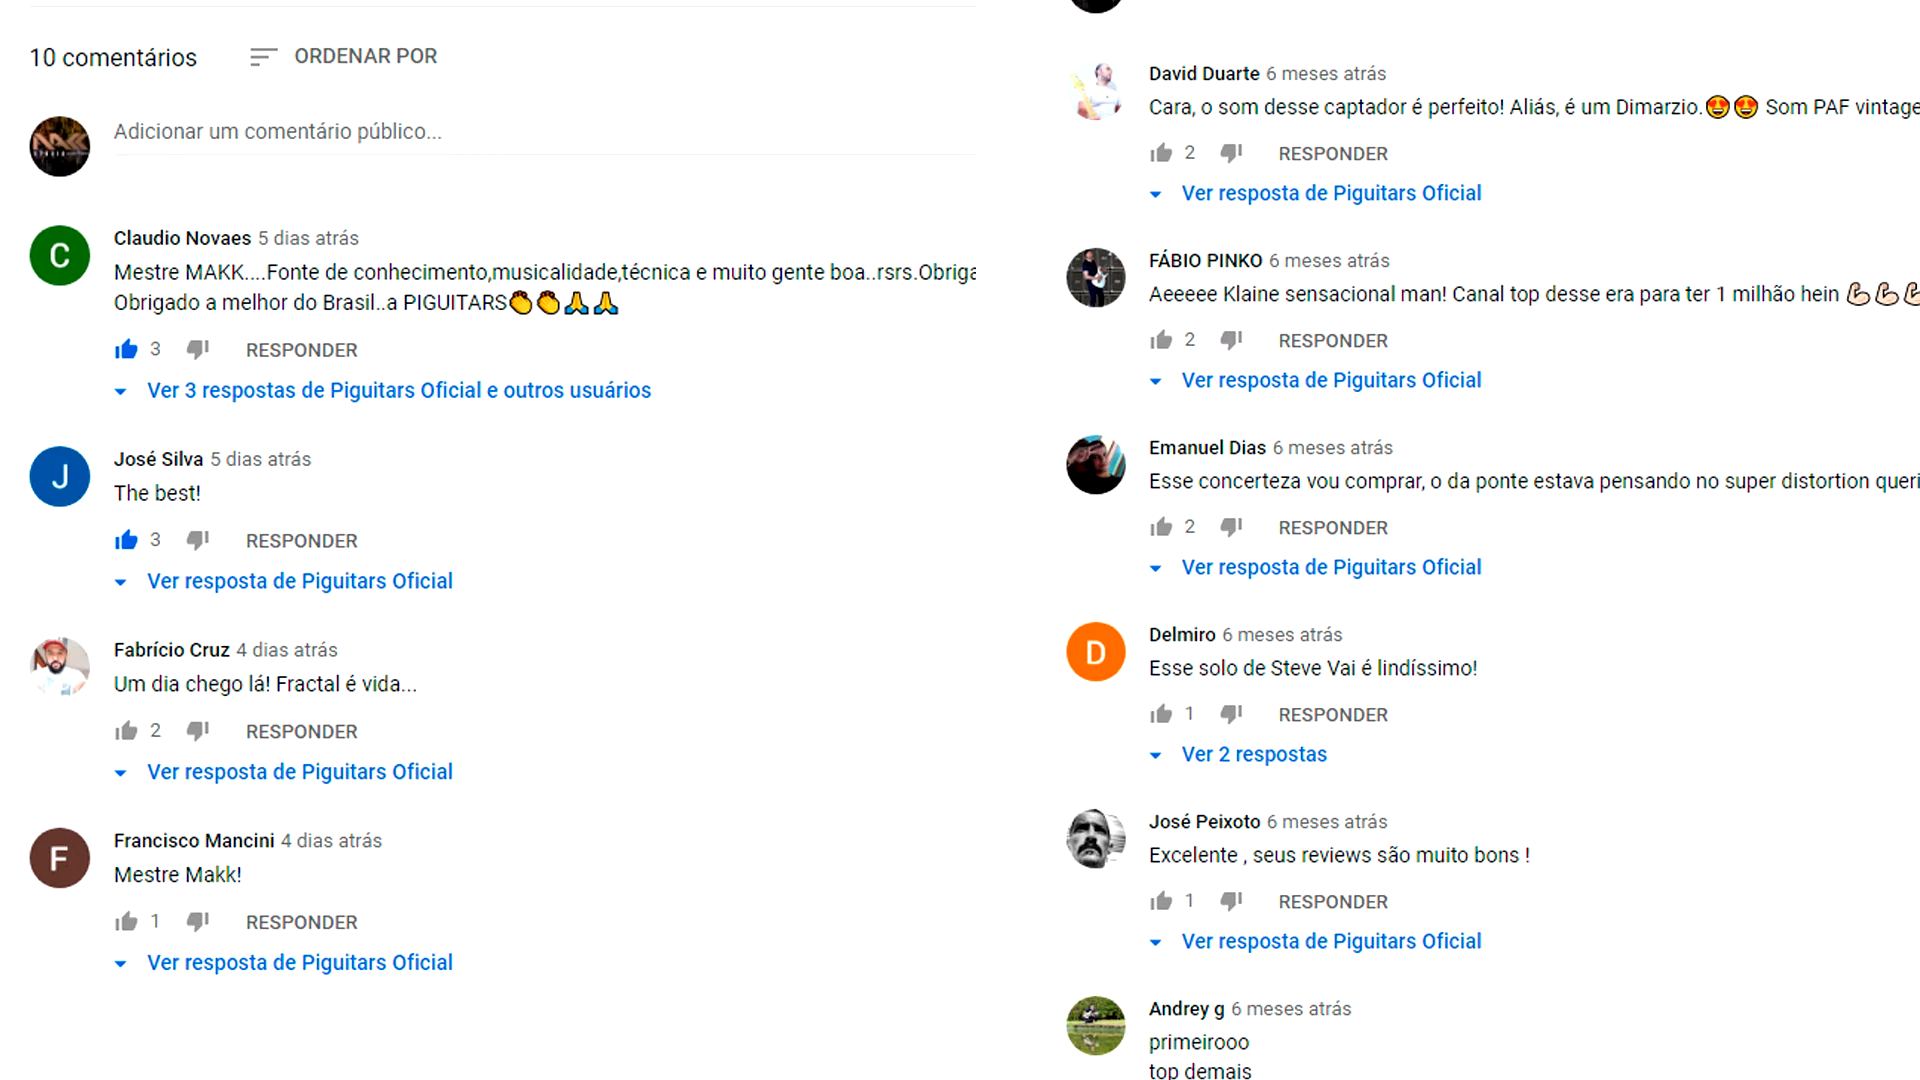 10 comentários
ORDENAR POR
Adicionar um comentário público...
Claudio Novaes 5 dias atrás
Mestre MAKK....Fonte de conhecimento,musicalidade,técnica e muito gente boa..rsrs.Obriga
Obrigado a melhor do Brasil..a PIGUITARS👏👏🙏🙏
3 RESPONDER
Ver 3 respostas de Piguitars Oficial e outros usuários
José Silva 5 dias atrás
The best!
3 RESPONDER
Ver resposta de Piguitars Oficial
Fabrício Cruz 4 dias atrás
Um dia chego lá! Fractal é vida...
2 RESPONDER
Ver resposta de Piguitars Oficial
Francisco Mancini 4 dias atrás
Mestre Makk!
1 RESPONDER
Ver resposta de Piguitars Oficial
David Duarte 6 meses atrás
Cara, o som desse captador é perfeito! Aliás, é um Dimarzio.😍😍 Som PAF vintage
2 RESPONDER
Ver resposta de Piguitars Oficial
FÁBIO PINKO 6 meses atrás
Aeeeee Klaine sensacional man! Canal top desse era para ter 1 milhão hein 💪🏻💪🏻💪🏻
2 RESPONDER
Ver resposta de Piguitars Oficial
Emanuel Dias 6 meses atrás
Esse concerteza vou comprar, o da ponte estava pensando no super distortion queri
2 RESPONDER
Ver resposta de Piguitars Oficial
D
Delmiro 6 meses atrás
Esse solo de Steve Vai é lindíssimo!
1 RESPONDER
Ver 2 respostas
José Peixoto 6 meses atrás
Excelente , seus reviews são muito bons !
1 RESPONDER
Ver resposta de Piguitars Oficial
Andrey g 6 meses atrás
primeirooo
top demais